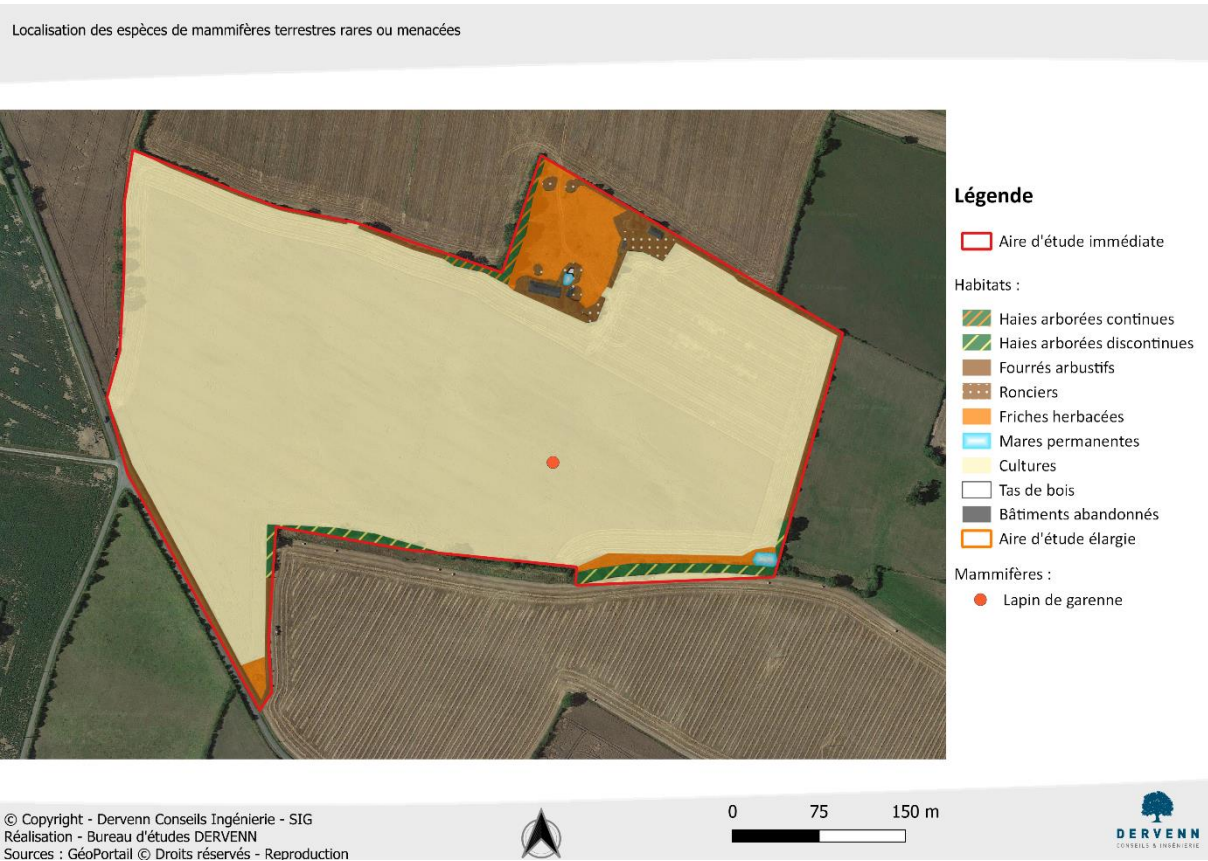 Localisation des espèces de mammifères terrestres rares ou menacées
Légende
Aire d'étude immédiate
Habitats :
Haies arborées continues
Haies arborées discontinues
Fourrés arbustifs
Ronciers
Friches herbacées
Mares permanentes
Cultures
Tas de bois
Bâtiments abandonnés
Aire d'étude élargie
Mammifères :
Lapin de garenne
© Copyright - Dervenn Conseils Ingénierie - SIG
Réalisation - Bureau d'études DERVENN
Sources : GéoPortail © Droits réservés - Reproduction
0 75 150 m
DERVENN
CONSEILS & INGÉNIERIE